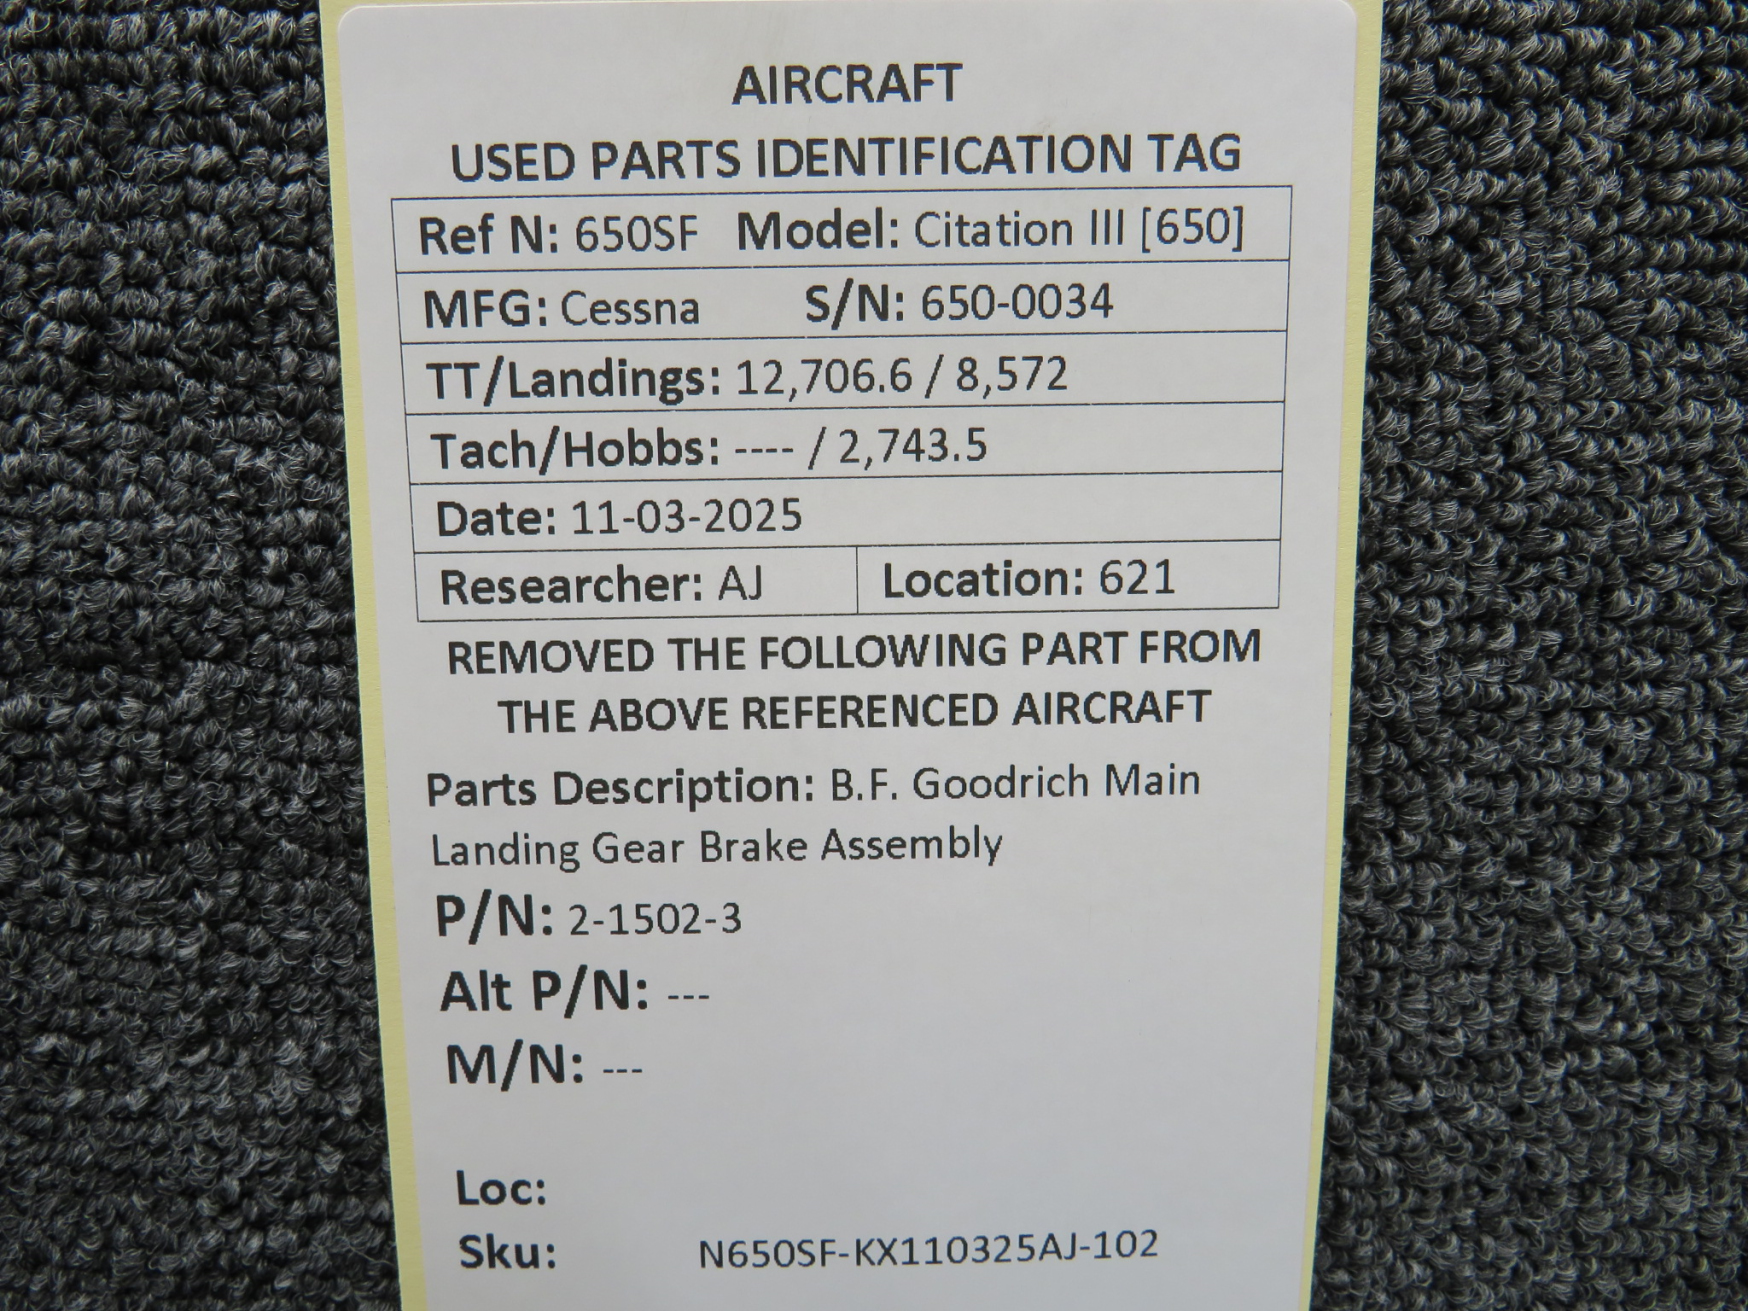 AIRCRAFT
USED PARTS IDENTIFICATION TAG
Ref N: 650SF Model: Citation III [650]
MFG: Cessna S/N: 650-0034
TT/Landings: 12,706.6 / 8,572
Tach/Hobbs: ---- / 2,743.5
Date: 11-03-2025
Researcher: AJ Location: 621
REMOVED THE FOLLOWING PART FROM
THE ABOVE REFERENCED AIRCRAFT
Parts Description: B.F. Goodrich Main
Landing Gear Brake Assembly
P/N: 2-1502-3
Alt P/N: ---
M/N: ---
Loc:
Sku: N650SF-KX110325AJ-102